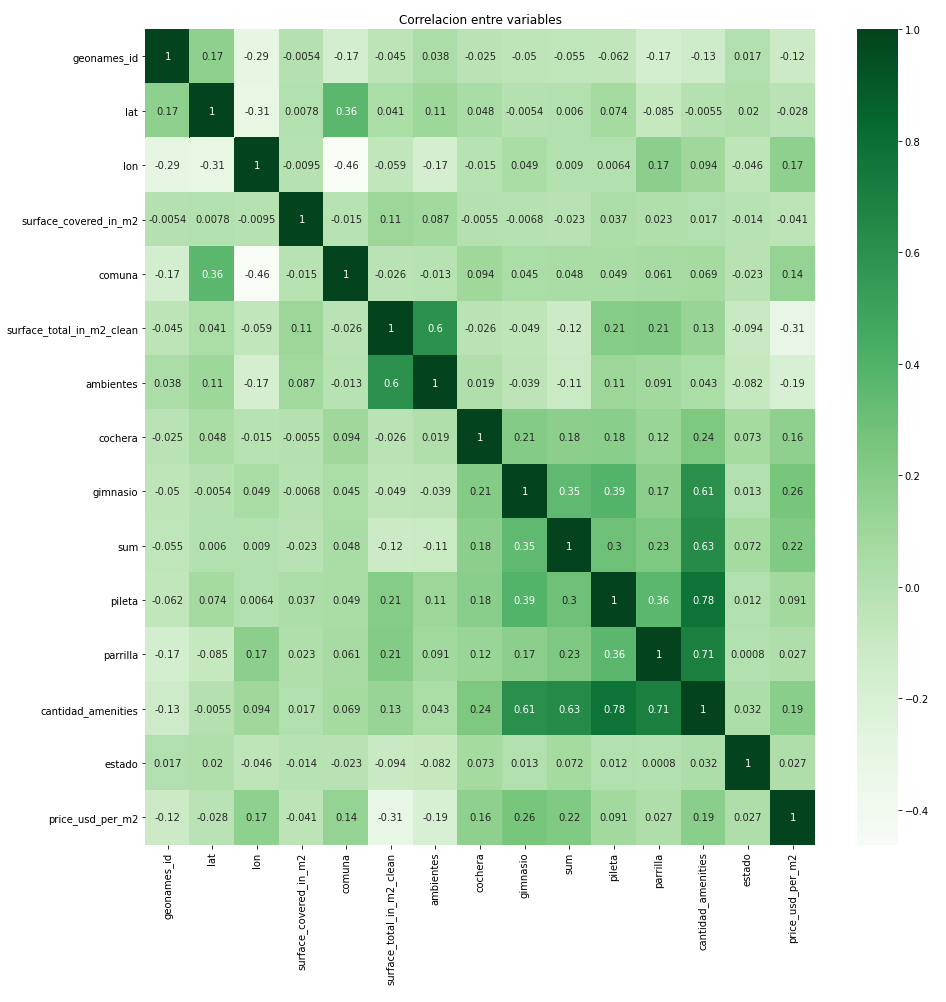 Correlacion entre variables
geonames_id 1 0.17 -0.29 -0.0054 -0.17 -0.045 0.038 -0.025 -0.05 -0.055 -0.062 -0.17 -0.13 0.017 -0.12
lat 0.17 1 -0.31 0.0078 0.36 0.041 0.11 0.048 -0.0054 0.006 0.074 -0.085 -0.0055 0.02 -0.028
lon -0.29 -0.31 1 -0.0095 -0.46 -0.059 -0.17 -0.015 0.049 0.009 0.0064 0.17 0.094 -0.046 0.17
surface_covered_in_m2 -0.0054 0.0078 -0.0095 1 -0.015 0.11 0.087 -0.0055 -0.0068 -0.023 0.037 0.023 0.017 -0.014 -0.041
comuna -0.17 0.36 -0.46 -0.015 1 -0.026 -0.013 0.094 0.045 0.048 0.049 0.061 0.069 -0.023 0.14
surface_total_in_m2_clean -0.045 0.041 -0.059 0.11 -0.026 1 0.6 -0.026 -0.049 -0.12 0.21 0.21 0.13 -0.094 -0.31
ambientes 0.038 0.11 -0.17 0.087 -0.013 0.6 1 0.019 -0.039 -0.11 0.11 0.091 0.043 -0.082 -0.19
cochera -0.025 0.048 -0.015 -0.0055 0.094 -0.026 0.019 1 0.21 0.18 0.18 0.12 0.24 0.073 0.16
gimnasio -0.05 -0.0054 0.049 -0.0068 0.045 -0.049 -0.039 0.21 1 0.35 0.39 0.17 0.61 0.013 0.26
sum -0.055 0.006 0.009 -0.023 0.048 -0.12 -0.11 0.18 0.35 1 0.3 0.23 0.63 0.072 0.22
pileta -0.062 0.074 0.0064 0.037 0.049 0.21 0.11 0.18 0.39 0.3 1 0.36 0.78 0.012 0.091
parrilla -0.17 -0.085 0.17 0.023 0.061 0.21 0.091 0.12 0.17 0.23 0.36 1 0.71 0.0008 0.027
cantidad_amenities -0.13 -0.0055 0.094 0.017 0.069 0.13 0.043 0.24 0.61 0.63 0.78 0.71 1 0.032 0.19
estado 0.017 0.02 -0.046 -0.014 -0.023 -0.094 -0.082 0.073 0.013 0.072 0.012 0.0008 0.032 1 0.027
price_usd_per_m2 -0.12 -0.028 0.17 -0.041 0.14 -0.31 -0.19 0.16 0.26 0.22 0.091 0.027 0.19 0.027 1
geonames_id
lat
lon
surface_covered_in_m2
comuna
surface_total_in_m2_clean
ambientes
cochera
gimnasio
sum
pileta
parrilla
cantidad_amenities
estado
price_usd_per_m2
1.0
0.8
0.6
0.4
0.2
0.0
−0.2
−0.4